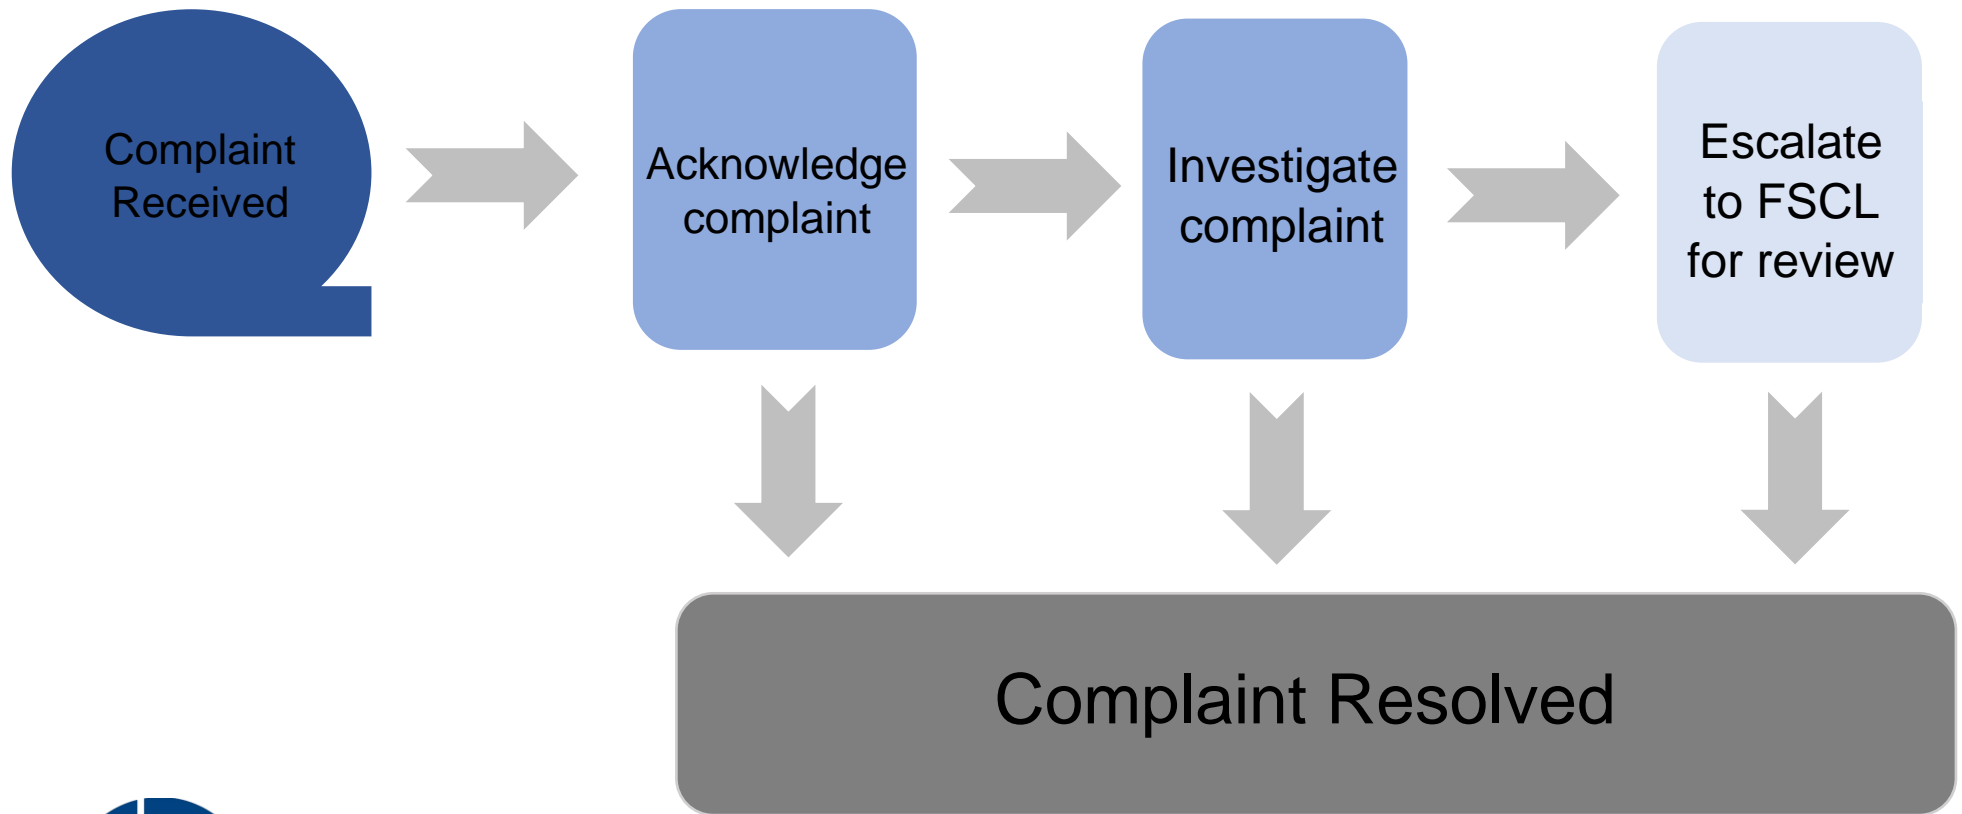 Complaint
Received
Acknowledge
complaint
Investigate
complaint
Escalate
to FSCL
for review
Complaint Resolved